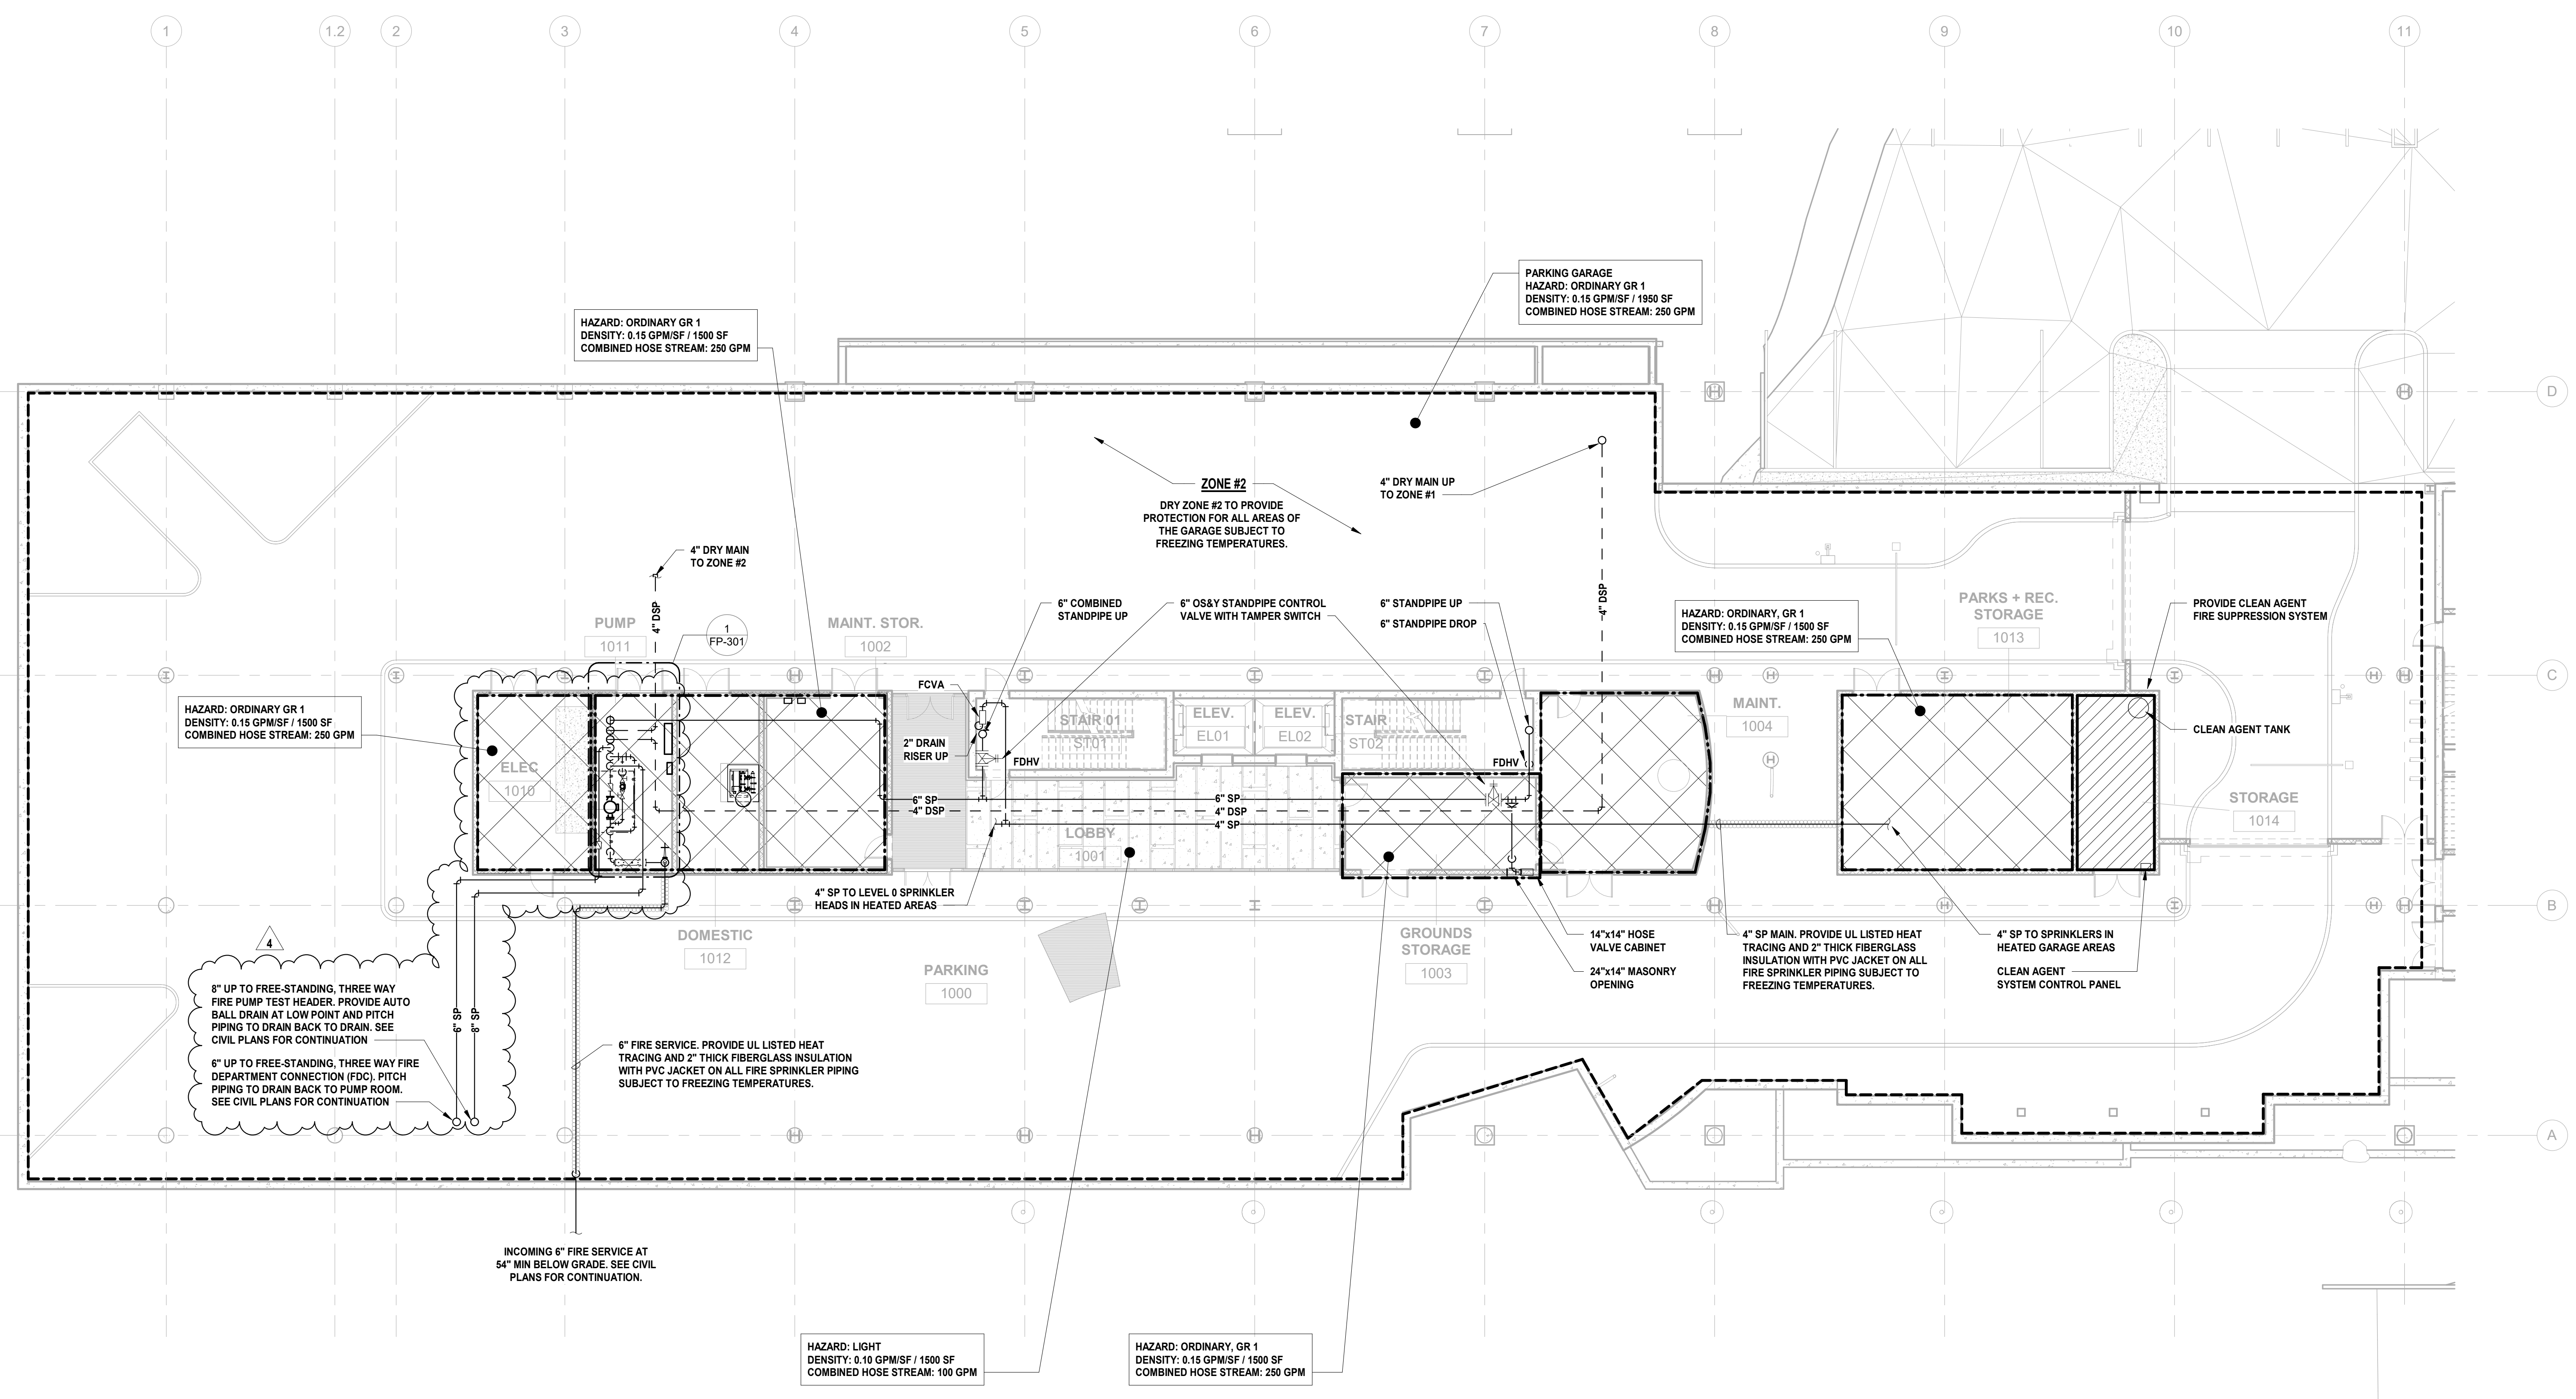 1
1.2
2
3
4
5
6
7
8
9
10
11
PARKING GARAGE
HAZARD: ORDINARY GR 1
DENSITY: 0.15 GPM/SF / 1950 SF
COMBINED HOSE STREAM: 250 GPM
HAZARD: ORDINARY GR 1
DENSITY: 0.15 GPM/SF / 1500 SF
COMBINED HOSE STREAM: 250 GPM
D
ZONE #2
DRY ZONE #2 TO PROVIDE
PROTECTION FOR ALL AREAS OF
THE GARAGE SUBJECT TO
FREEZING TEMPERATURES.
4" DRY MAIN UP
TO ZONE #1
4" DRY MAIN
TO ZONE #2
4" DSP
4" DSP
6" COMBINED
STANDPIPE UP
6" OS&Y STANDPIPE CONTROL
VALVE WITH TAMPER SWITCH
6" STANDPIPE UP
6" STANDPIPE DROP
HAZARD: ORDINARY, GR 1
DENSITY: 0.15 GPM/SF / 1500 SF
COMBINED HOSE STREAM: 250 GPM
PARKS + REC.
STORAGE
1013
PROVIDE CLEAN AGENT
FIRE SUPPRESSION SYSTEM
PUMP
1011
1
FP-301
MAINT. STOR.
1002
C
HAZARD: ORDINARY GR 1
DENSITY: 0.15 GPM/SF / 1500 SF
COMBINED HOSE STREAM: 250 GPM
FCVA
2" DRAIN
RISER UP
FDHV
STAIR 01
ST01
ELEV.
EL01
ELEV.
EL02
STAIR
ST02
FDHV
MAINT.
1004
CLEAN AGENT TANK
ELEC
1010
6" SP
4" DSP
6" SP
4" DSP
4" SP
LOBBY
1001
STORAGE
1014
4" SP TO LEVEL 0 SPRINKLER
HEADS IN HEATED AREAS
B
4
DOMESTIC
1012
PARKING
1000
GROUNDS
STORAGE
1003
14"x14" HOSE
VALVE CABINET
24"x14" MASONRY
OPENING
4" SP MAIN. PROVIDE UL LISTED HEAT
TRACING AND 2" THICK FIBERGLASS
INSULATION WITH PVC JACKET ON ALL
FIRE SPRINKLER PIPING SUBJECT TO
FREEZING TEMPERATURES.
4" SP TO SPRINKLERS IN
HEATED GARAGE AREAS
CLEAN AGENT
SYSTEM CONTROL PANEL
8" UP TO FREE-STANDING, THREE WAY
FIRE PUMP TEST HEADER. PROVIDE AUTO
BALL DRAIN AT LOW POINT AND PITCH
PIPING TO DRAIN BACK TO DRAIN. SEE
CIVIL PLANS FOR CONTINUATION
6" UP TO FREE-STANDING, THREE WAY FIRE
DEPARTMENT CONNECTION (FDC). PITCH
PIPING TO DRAIN BACK TO PUMP ROOM.
SEE CIVIL PLANS FOR CONTINUATION
6" SP
8" SP
6" FIRE SERVICE. PROVIDE UL LISTED HEAT
TRACING AND 2" THICK FIBERGLASS INSULATION
WITH PVC JACKET ON ALL FIRE SPRINKLER PIPING
SUBJECT TO FREEZING TEMPERATURES.
A
INCOMING 6" FIRE SERVICE AT
54" MIN BELOW GRADE. SEE CIVIL
PLANS FOR CONTINUATION.
HAZARD: LIGHT
DENSITY: 0.10 GPM/SF / 1500 SF
COMBINED HOSE STREAM: 100 GPM
HAZARD: ORDINARY, GR 1
DENSITY: 0.15 GPM/SF / 1500 SF
COMBINED HOSE STREAM: 250 GPM